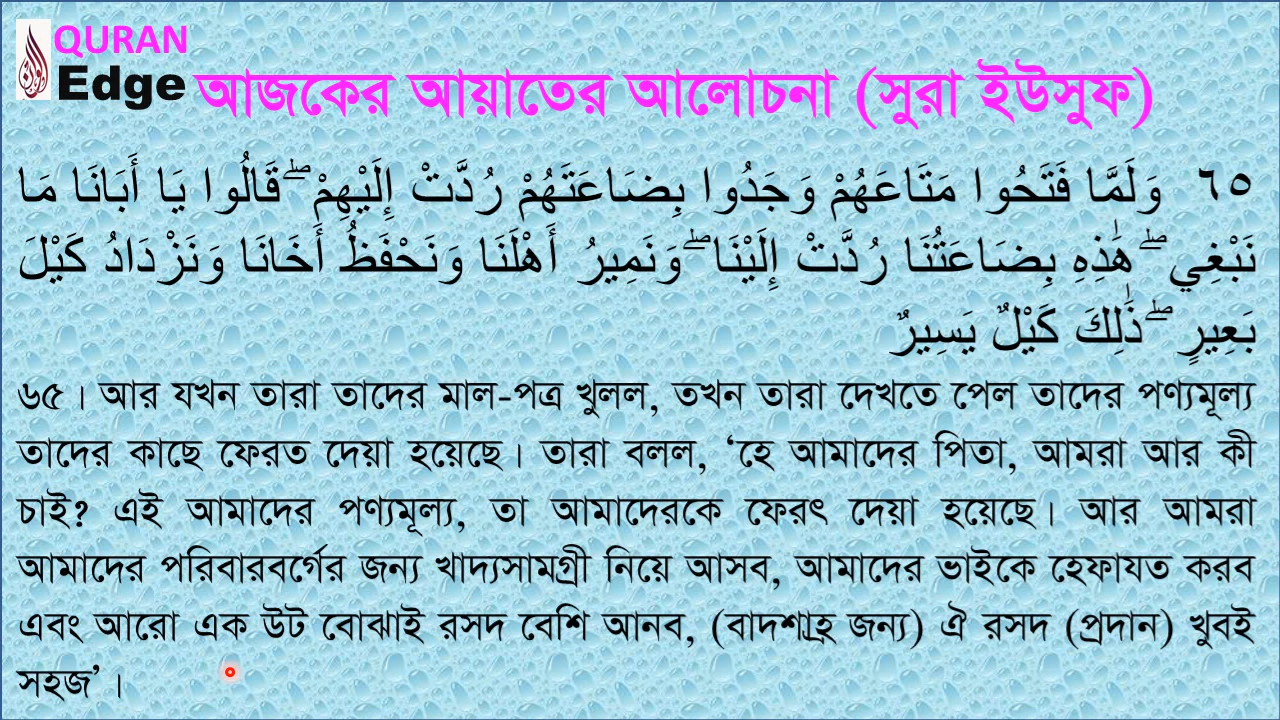 QURAN
Edge
আজকের আয়াতের আলোচনা (সুরা ইউসুফ)
٦٥ وَلَمَّا فَتَحُوا مَتَاعَهُمْ وَجَدُوا بِضَاعَتَهُمْ رُدَّتْ إِلَيْهِمْ ۖ قَالُوا يَا أَبَانَا مَا
نَبْغِي ۖ هَٰذِهِ بِضَاعَتُنَا رُدَّتْ إِلَيْنَا ۖ وَنَمِيرُ أَهْلَنَا وَنَحْفَظُ أَخَانَا وَنَزْدَادُ كَيْلَ
بَعِيرٍ ۖ ذَٰلِكَ كَيْلٌ يَسِيرٌ
৬৫। আর যখন তারা তাদের মাল-পত্র খুলল, তখন তারা দেখতে পেল তাদের পণ্যমূল্য
তাদের কাছে ফেরত দেয়া হয়েছে। তারা বলল, ‘হে আমাদের পিতা, আমরা আর কী
চাই? এই আমাদের পণ্যমূল্য, তা আমাদেরকে ফেরৎ দেয়া হয়েছে। আর আমরা
আমাদের পরিবারবর্গের জন্য খাদ্যসামগ্রী নিয়ে আসব, আমাদের ভাইকে হেফাযত করব
এবং আরো এক উট বোঝাই রসদ বেশি আনব, (বাদশাহ্র জন্য) ঐ রসদ (প্রদান) খুবই
সহজ’।